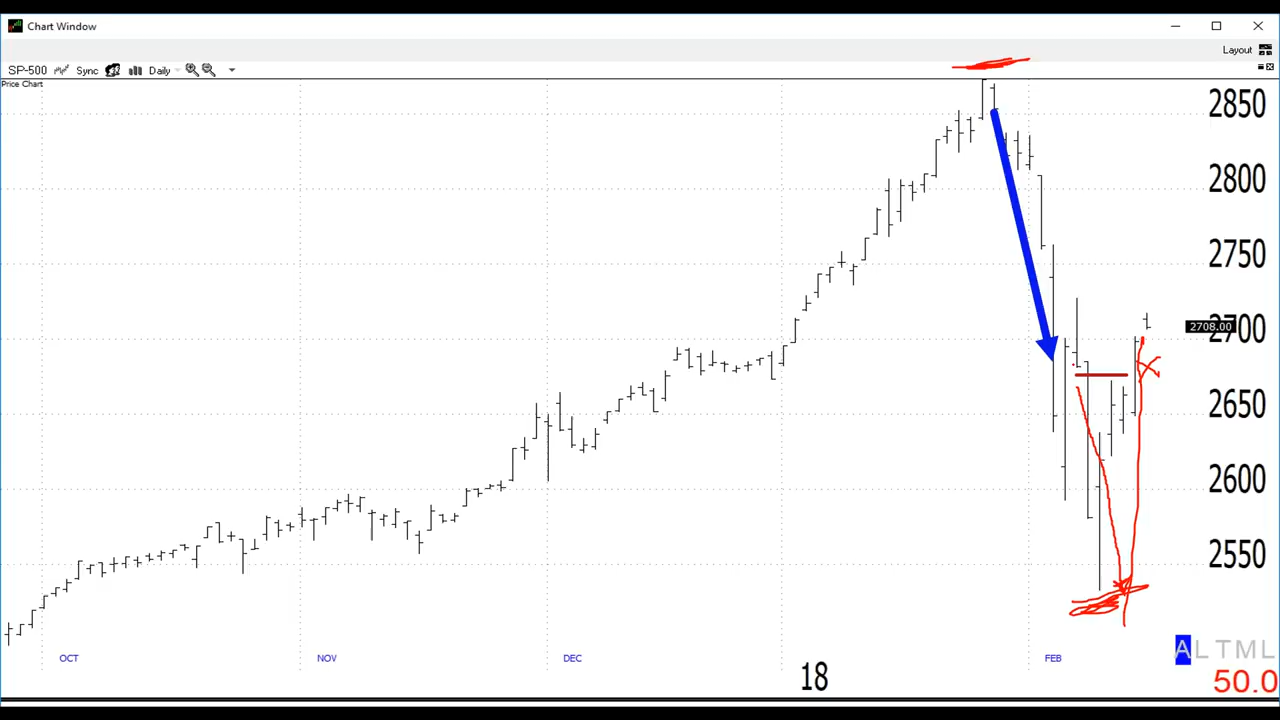 Chart Window
Layout
SP-500 Sync Daily
Price Chart
2850
2800
2750
2700
2708.00
2650
2600
2550
OCT NOV DEC 18 FEB
ALTML
50.0